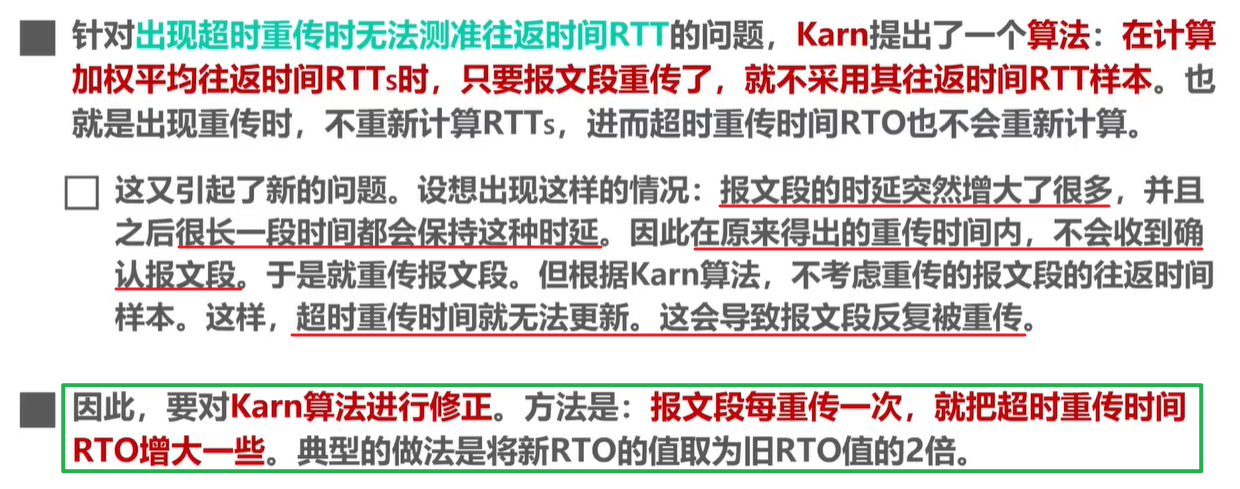 针对出现超时重传时无法测准往返时间RTT的问题，Karn提出了一个算法：在计算
加权平均往返时间RTTs时，只要报文段重传了，就不采用其往返时间RTT样本。也
就是出现重传时，不重新计算RTTs，进而超时重传时间RTO也不会重新计算。
这又引起了新的问题。设想出现这样的情况：报文段的时延突然增大了很多，并且
之后很长一段时间都会保持这种时延。因此在原来得出的重传时间内，不会收到确
认报文段。于是就重传报文段。但根据Karn算法，不考虑重传的报文段的往返时间
样本。这样，超时重传时间就无法更新。这会导致报文段反复被重传。
因此，要对Karn算法进行修正。方法是：报文段每重传一次，就把超时重传时间
RTO增大一些。典型的做法是将新RTO的值取为旧RTO值的2倍。